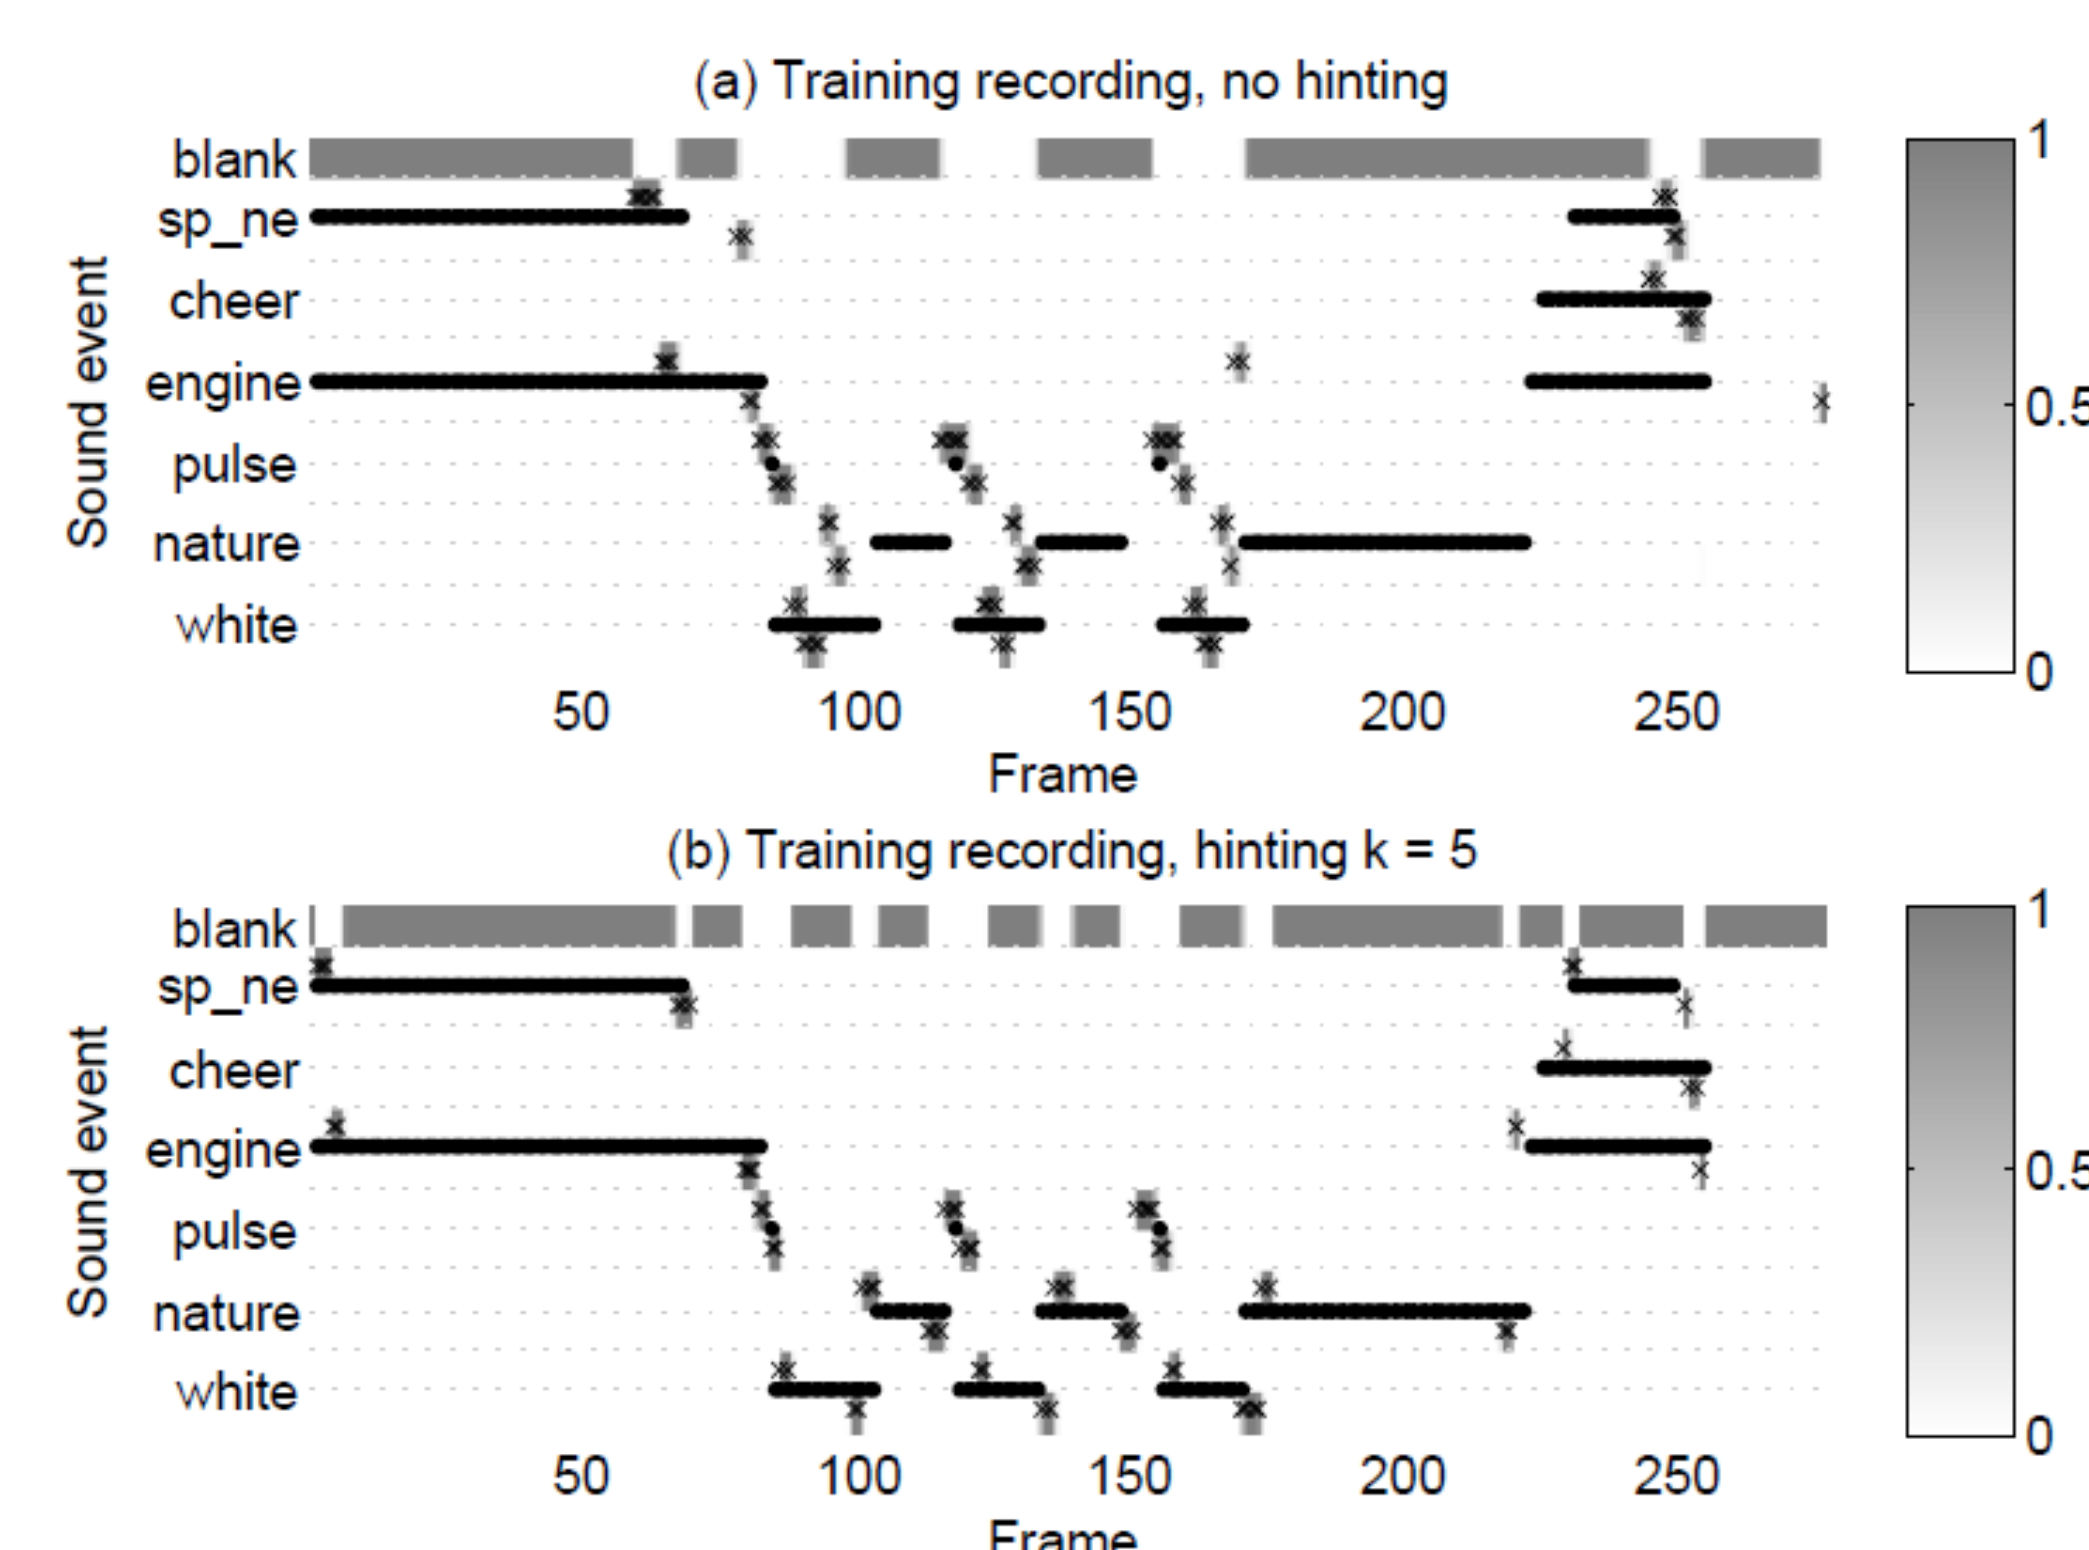 (a) Training recording, no hinting
blank
sp_ne
cheer
engine
pulse
nature
white
Sound event
50 100 150 200 250
Frame
1
0.5
0
(b) Training recording, hinting k = 5
blank
sp_ne
cheer
engine
pulse
nature
white
Sound event
50 100 150 200 250
Frame
1
0.5
0